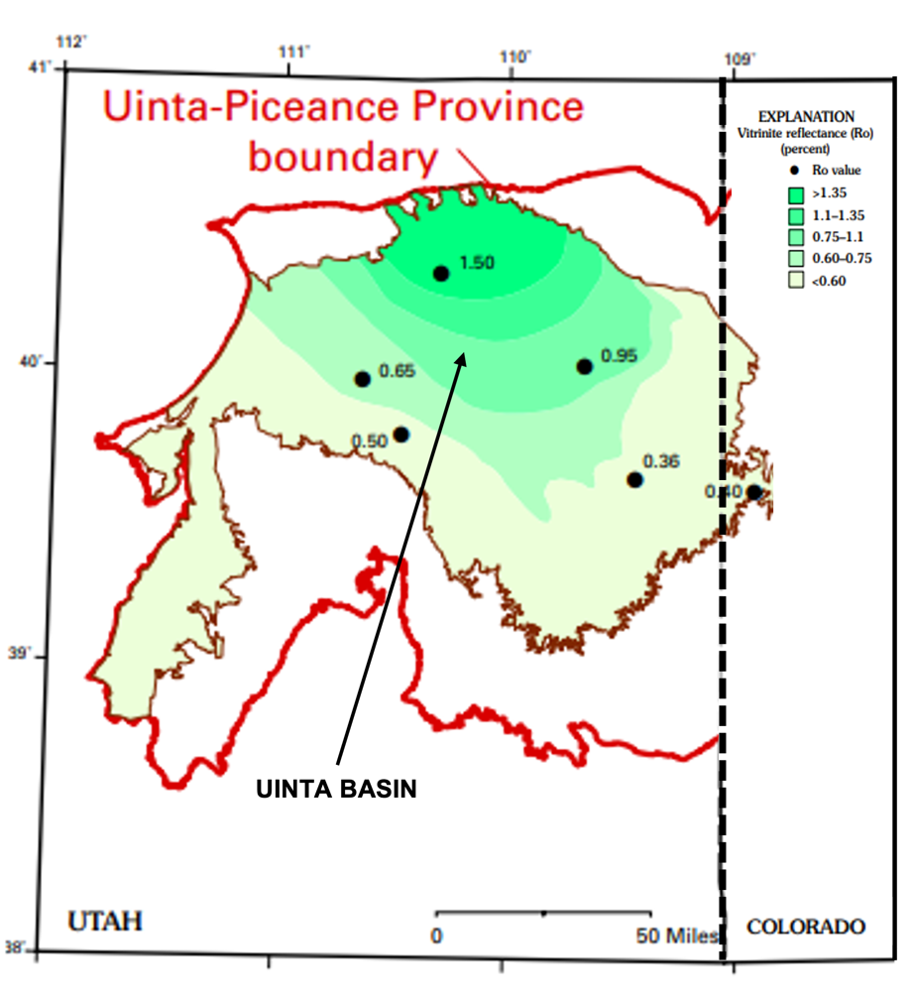 112°
111°
110°
109°
41°
Uinta-Piceance Province
boundary
EXPLANATION
Vitrinite reflectance (Ro)
(percent)
Ro value
>1.35
1.1–1.35
0.75–1.1
0.60–0.75
<0.60
1.50
40°
0.95
0.65
0.50
0.36
0.40
39°
UINTA BASIN
UTAH
0 50 Miles
COLORADO
38°